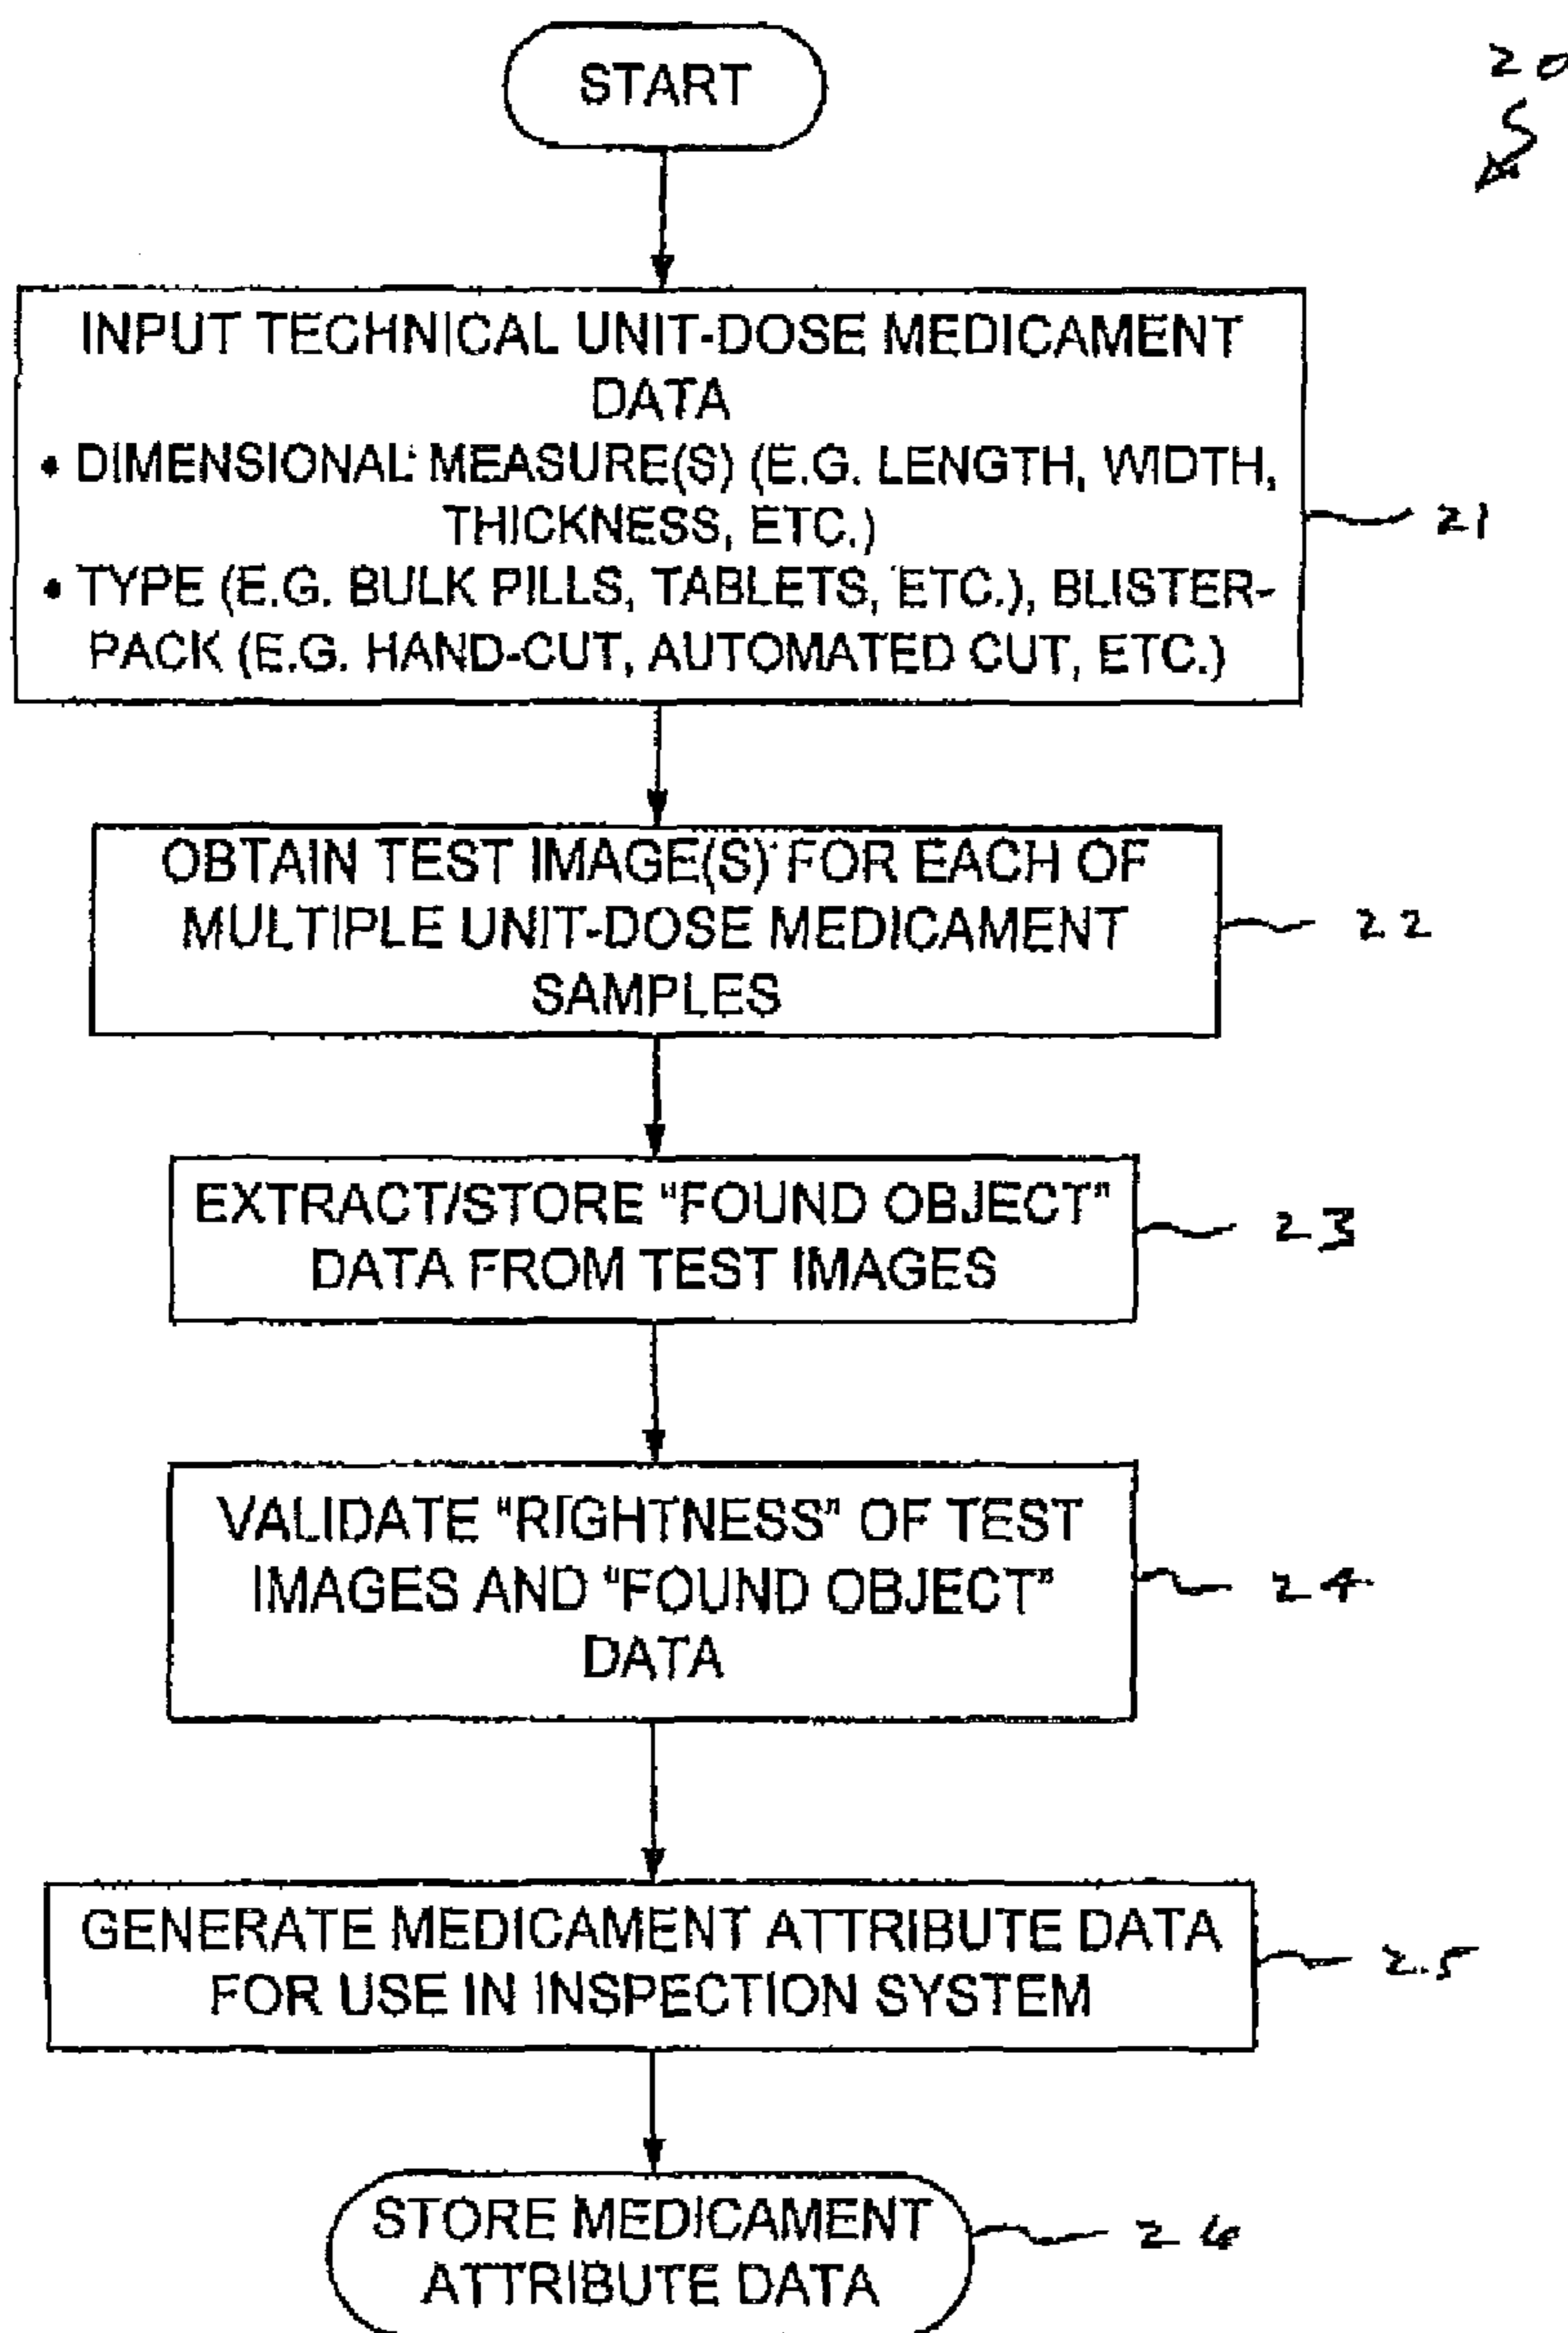 START
20
INPUT TECHNICAL UNIT-DOSE MEDICAMENT
DATA
• DIMENSIONAL MEASURE(S) (E.G. LENGTH, WIDTH,
THICKNESS, ETC.)
• TYPE (E.G. BULK PILLS, TABLETS, ETC.), BLISTER-
PACK (E.G. HAND-CUT, AUTOMATED CUT, ETC.)
21
OBTAIN TEST IMAGE(S) FOR EACH OF
MULTIPLE UNIT-DOSE MEDICAMENT
SAMPLES
22
EXTRACT/STORE "FOUND OBJECT"
DATA FROM TEST IMAGES
23
VALIDATE "RIGHTNESS" OF TEST
IMAGES AND "FOUND OBJECT"
DATA
24
GENERATE MEDICAMENT ATTRIBUTE DATA
FOR USE IN INSPECTION SYSTEM
25
STORE MEDICAMENT
ATTRIBUTE DATA
26